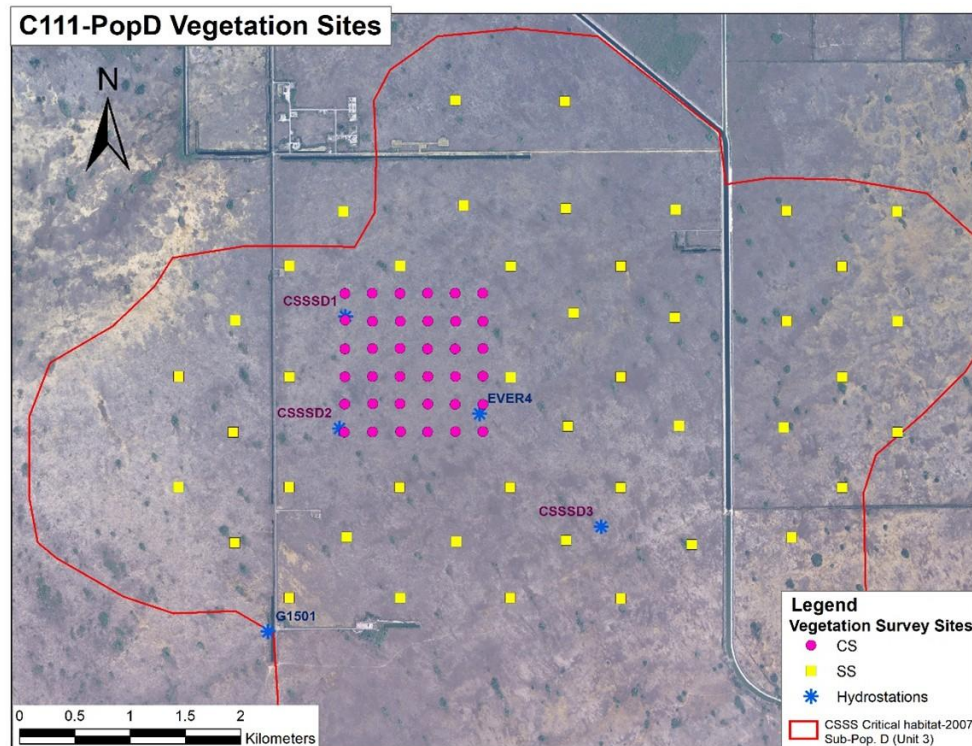 C111-PopD Vegetation Sites
N
CSSSD1
EVER4
CSSSD2
CSSSD3
G1501
0 0.5 1 1.5 2
Kilometers
Legend
Vegetation Survey Sites
CS
SS
Hydrostations
CSSS Critical habitat-2007
Sub-Pop. D (Unit 3)